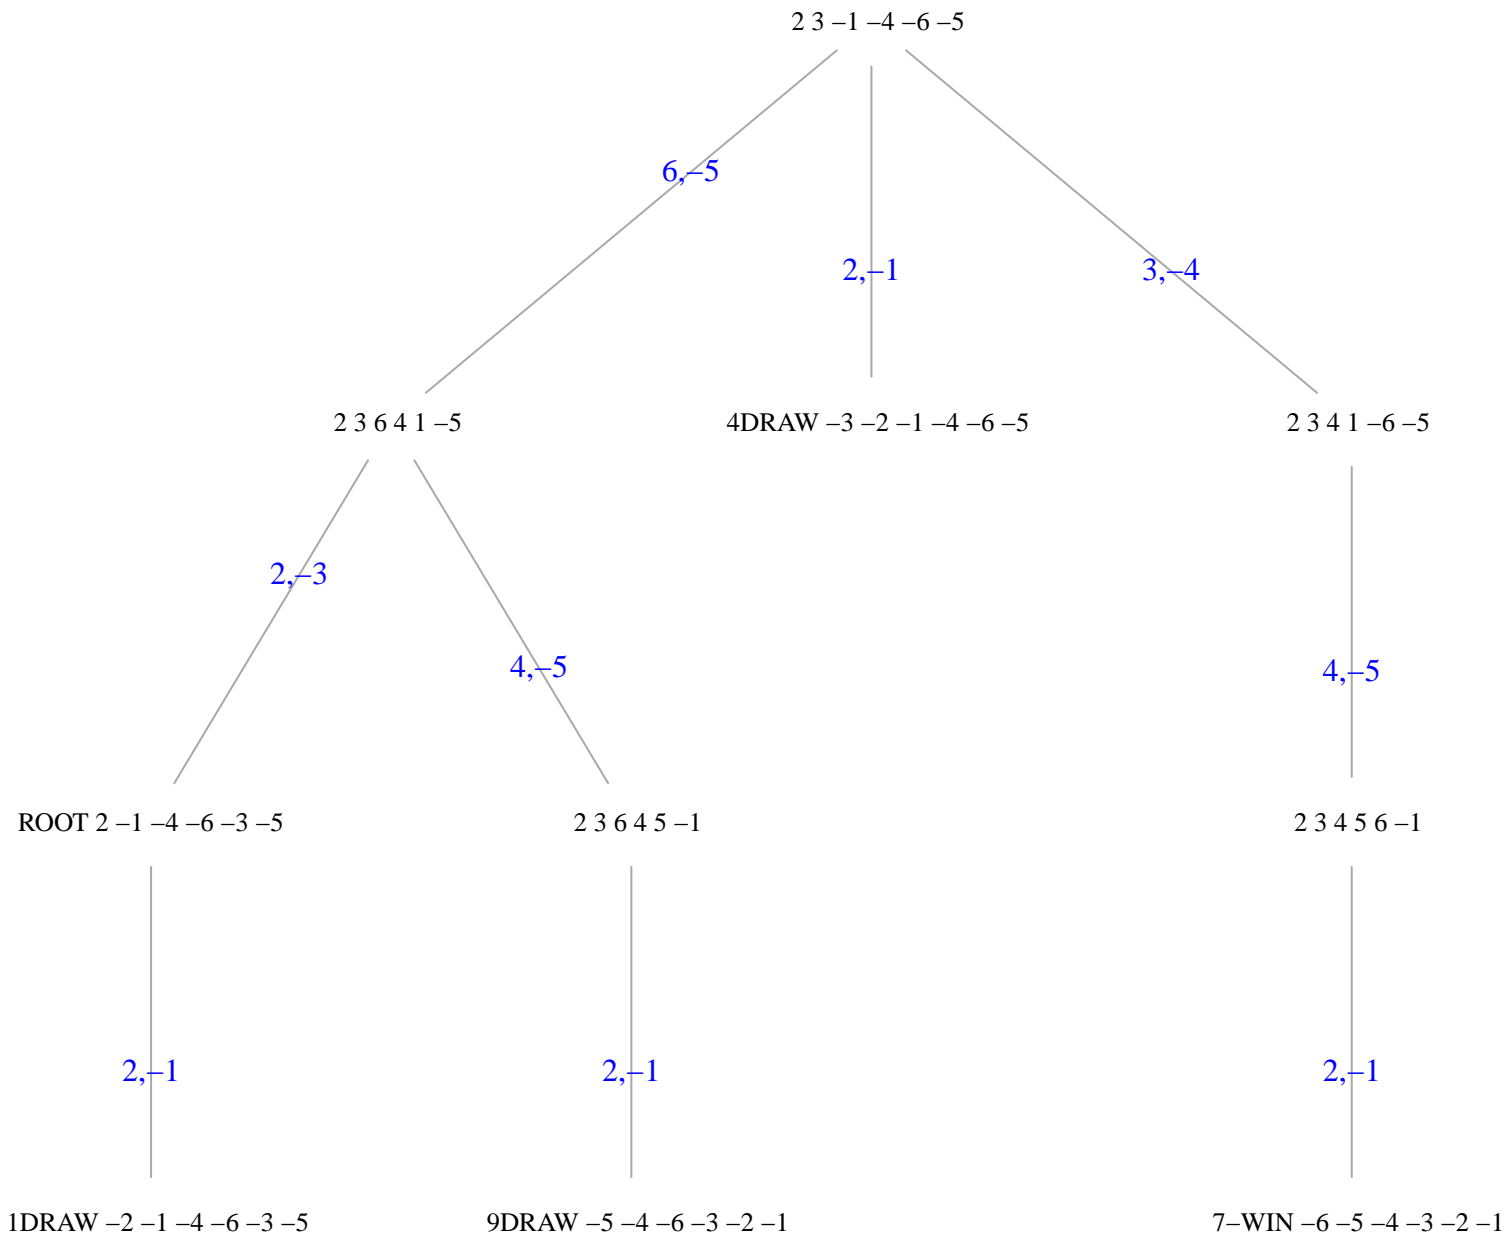 2 3 –1 –4 –6 –5
6,–5
2,–1
3,–4
2 3 6 4 1 –5
4DRAW –3 –2 –1 –4 –6 –5
2 3 4 1 –6 –5
2,–3
4,–5
4,–5
ROOT 2 –1 –4 –6 –3 –5
2 3 6 4 5 –1
2 3 4 5 6 –1
2,–1
2,–1
2,–1
1DRAW –2 –1 –4 –6 –3 –5
9DRAW –5 –4 –6 –3 –2 –1
7–WIN –6 –5 –4 –3 –2 –1